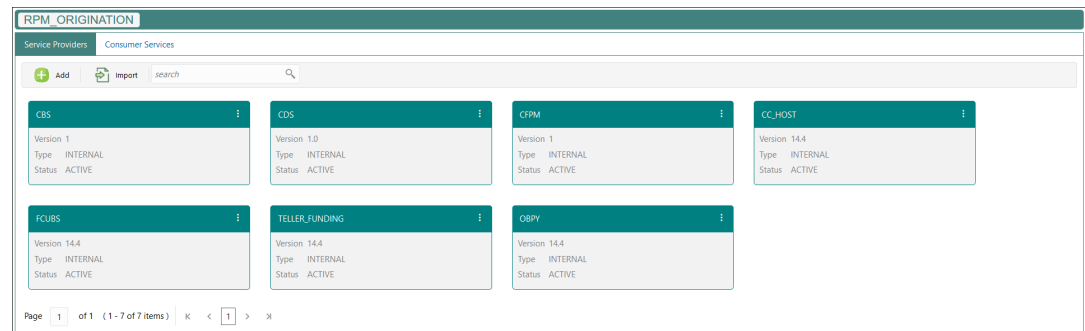 RPM_ORIGINATION
Service Providers Consumer Services
Add Import search
CBS CDS CFPM CC_HOST
Version 1 Version 1.0 Version 1 Version 14.4
Type INTERNAL Type INTERNAL Type INTERNAL Type INTERNAL
Status ACTIVE Status ACTIVE Status ACTIVE Status ACTIVE
FCUBS TELLER_FUNDING OBPY
Version 14.4 Version 14.4 Version 14.4
Type INTERNAL Type INTERNAL Type INTERNAL
Status ACTIVE Status ACTIVE Status ACTIVE
Page 1 of 1 (1 - 7 of 7 items) 1